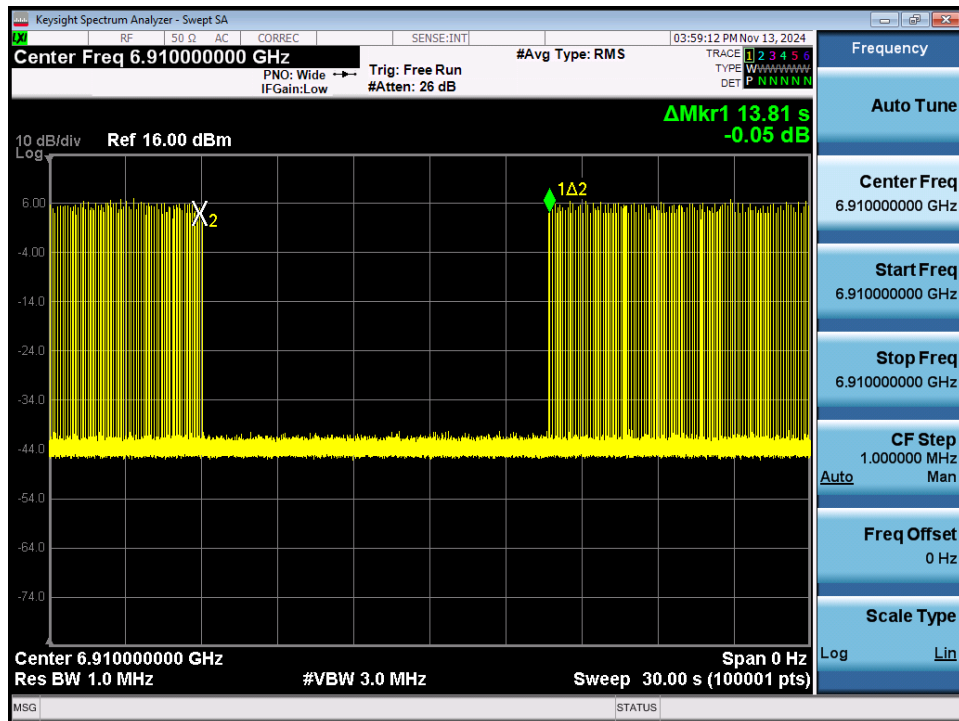 Keysight Spectrum Analyzer - Swept SA
LXI RF 50 Ω AC CORREC SENSE:INT 03:59:12 PM Nov 13, 2024
Center Freq 6.910000000 GHz
#Avg Type: RMS
TRACE 1 2 3 4 5 6
PNO: Wide
Trig: Free Run
TYPE WWWWWW
IFGain:Low
#Atten: 26 dB
DET P N N N N N
ΔMkr1 13.81 s
-0.05 dB
10 dB/div Ref 16.00 dBm
Log
1Δ2
2
6.00
-4.00
-14.0
-24.0
-34.0
-44.0
-54.0
-64.0
-74.0
Center 6.910000000 GHz Span 0 Hz
Res BW 1.0 MHz #VBW 3.0 MHz Sweep 30.00 s (100001 pts)
MSG STATUS
Frequency
Auto Tune
Center Freq
6.910000000 GHz
Start Freq
6.910000000 GHz
Stop Freq
6.910000000 GHz
CF Step
1.000000 MHz
Auto Man
Freq Offset
0 Hz
Scale Type
Log Lin